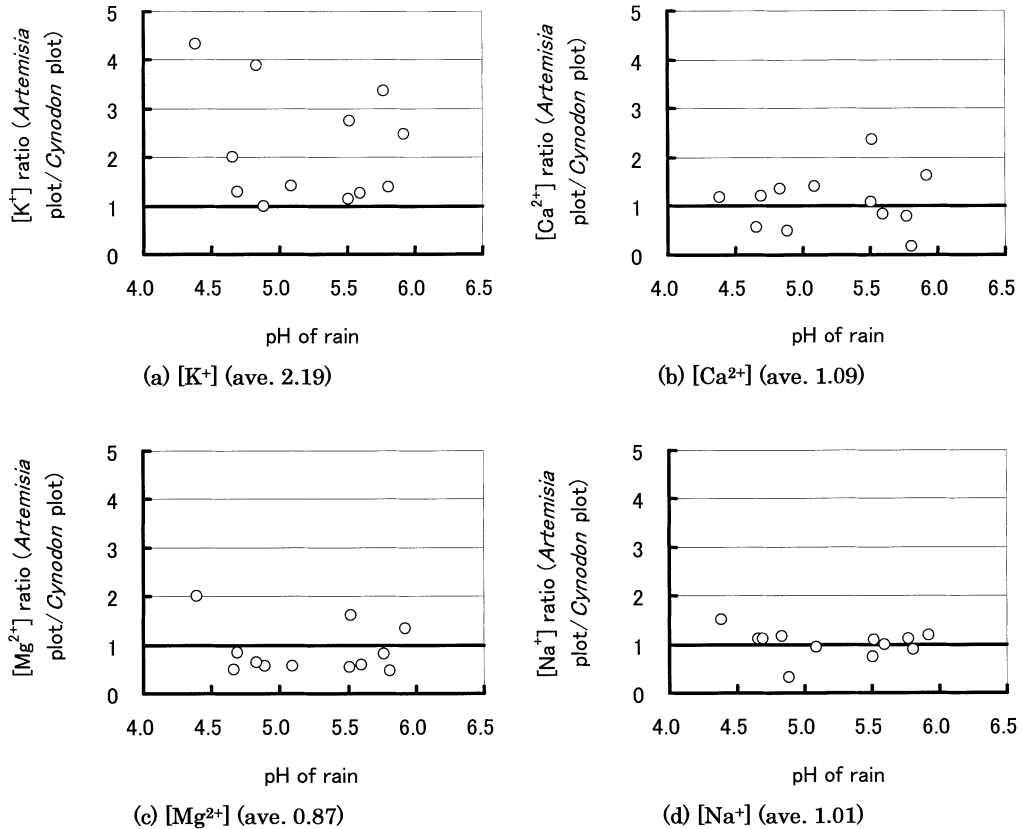 [K⁺] ratio (Artemisia
plot/Cynodon plot)
5
4
3
2
1
0
4.0 4.5 5.0 5.5 6.0 6.5
pH of rain
(a) [K⁺] (ave. 2.19)
[Ca²⁺] ratio (Artemisia
plot/Cynodon plot)
5
4
3
2
1
0
4.0 4.5 5.0 5.5 6.0 6.5
pH of rain
(b) [Ca²⁺] (ave. 1.09)
[Mg²⁺] ratio (Artemisia
plot/Cynodon plot)
5
4
3
2
1
0
4.0 4.5 5.0 5.5 6.0 6.5
pH of rain
(c) [Mg²⁺] (ave. 0.87)
[Na⁺] ratio (Artemisia
plot/Cynodon plot)
5
4
3
2
1
0
4.0 4.5 5.0 5.5 6.0 6.5
pH of rain
(d) [Na⁺] (ave. 1.01)